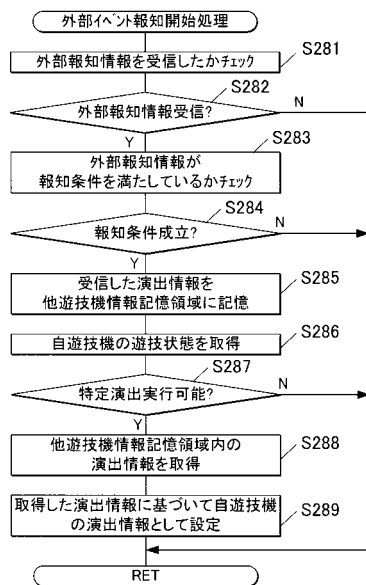 外部イベント報知開始処理
S281
外部報知情報を受信したかチェック
S282
外部報知情報受信?
N
Y
S283
外部報知情報が
報知条件を満たしているかチェック
S284
報知条件成立?
N
Y
S285
受信した演出情報を
他遊技機情報記憶領域に記憶
S286
自遊技機の遊技状態を取得
S287
特定演出実行可能?
N
Y
S288
他遊技機情報記憶領域内の
演出情報を取得
S289
取得した演出情報に基づいて自遊技機
の演出情報として設定
RET